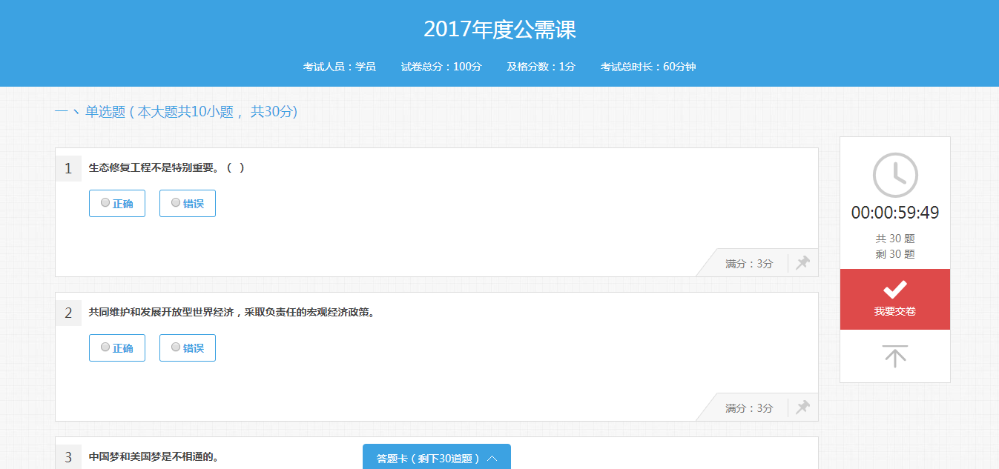 2017年度公需课
考试人员：学员 试卷总分：100分 及格分数：1分 考试总时长：60分钟
一、单选题 ( 本大题共10小题， 共30分)
1 生态修复工程不是特别重要。（ ）
正确 错误
满分：3分
00:00:59:49
共 30 题
剩 30 题
我要交卷
2 共同维护和发展开放型世界经济，采取负责任的宏观经济政策。
正确 错误
满分：3分
3 中国梦和美国梦是不相通的。
答题卡 ( 剩下30道题 )